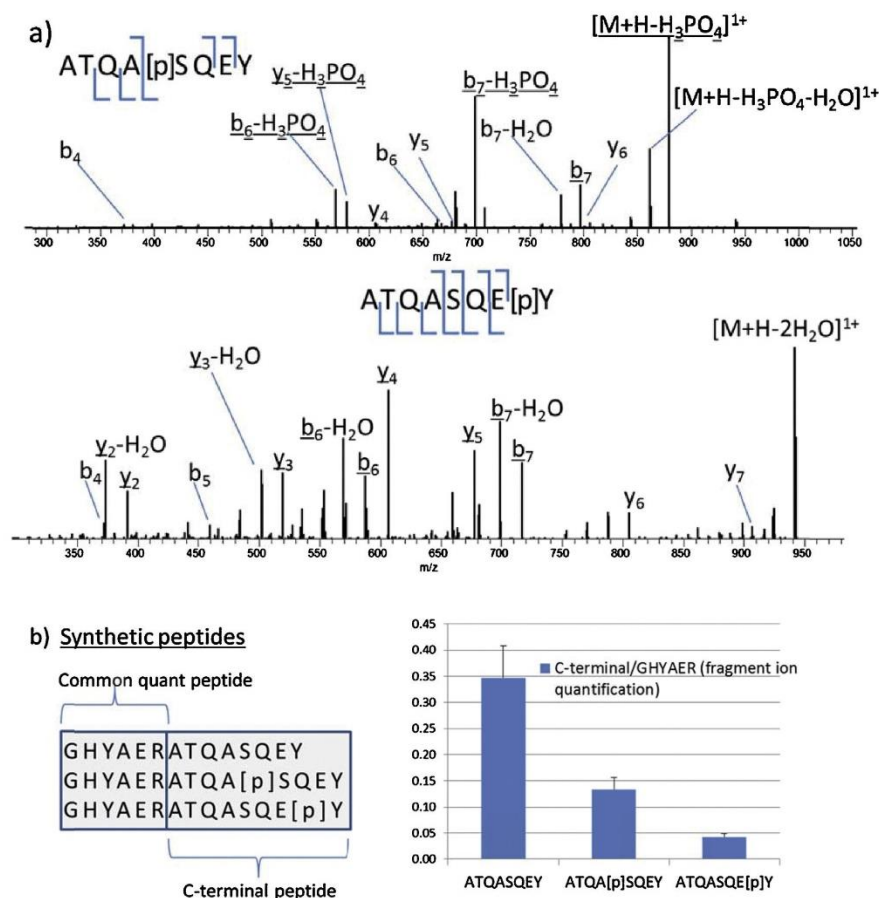 a)
ATQA[p]SQEY
b4
b6-H3PO4
y5-H3PO4
y4
b6
y5
b7-H3PO4
b7-H2O
b7
y6
[M+H-H3PO4]1+
[M+H-H3PO4-H2O]1+
300 350 400 450 500 550 600 650 700 750 800 850 900 950 1000 1050
m/z
ATQASQE[p]Y
b4
y2-H2O
y2
b5
y3-H2O
y3
b6-H2O
b6
y4
y5
b7-H2O
b7
y6
y7
[M+H-2H2O]1+
350 400 450 500 550 600 650 700 750 800 850 900 950
m/z
b) Synthetic peptides
Common quant peptide
GHYAERATQASQEY
GHYAERATQA[p]SQEY
GHYAERATQASQE[p]Y
C-terminal peptide
0.45
0.40
0.35
0.30
0.25
0.20
0.15
0.10
0.05
0.00
C-terminal/GHYAER (fragment ion
quantification)
ATQASQEY ATQA[p]SQEY ATQASQE[p]Y